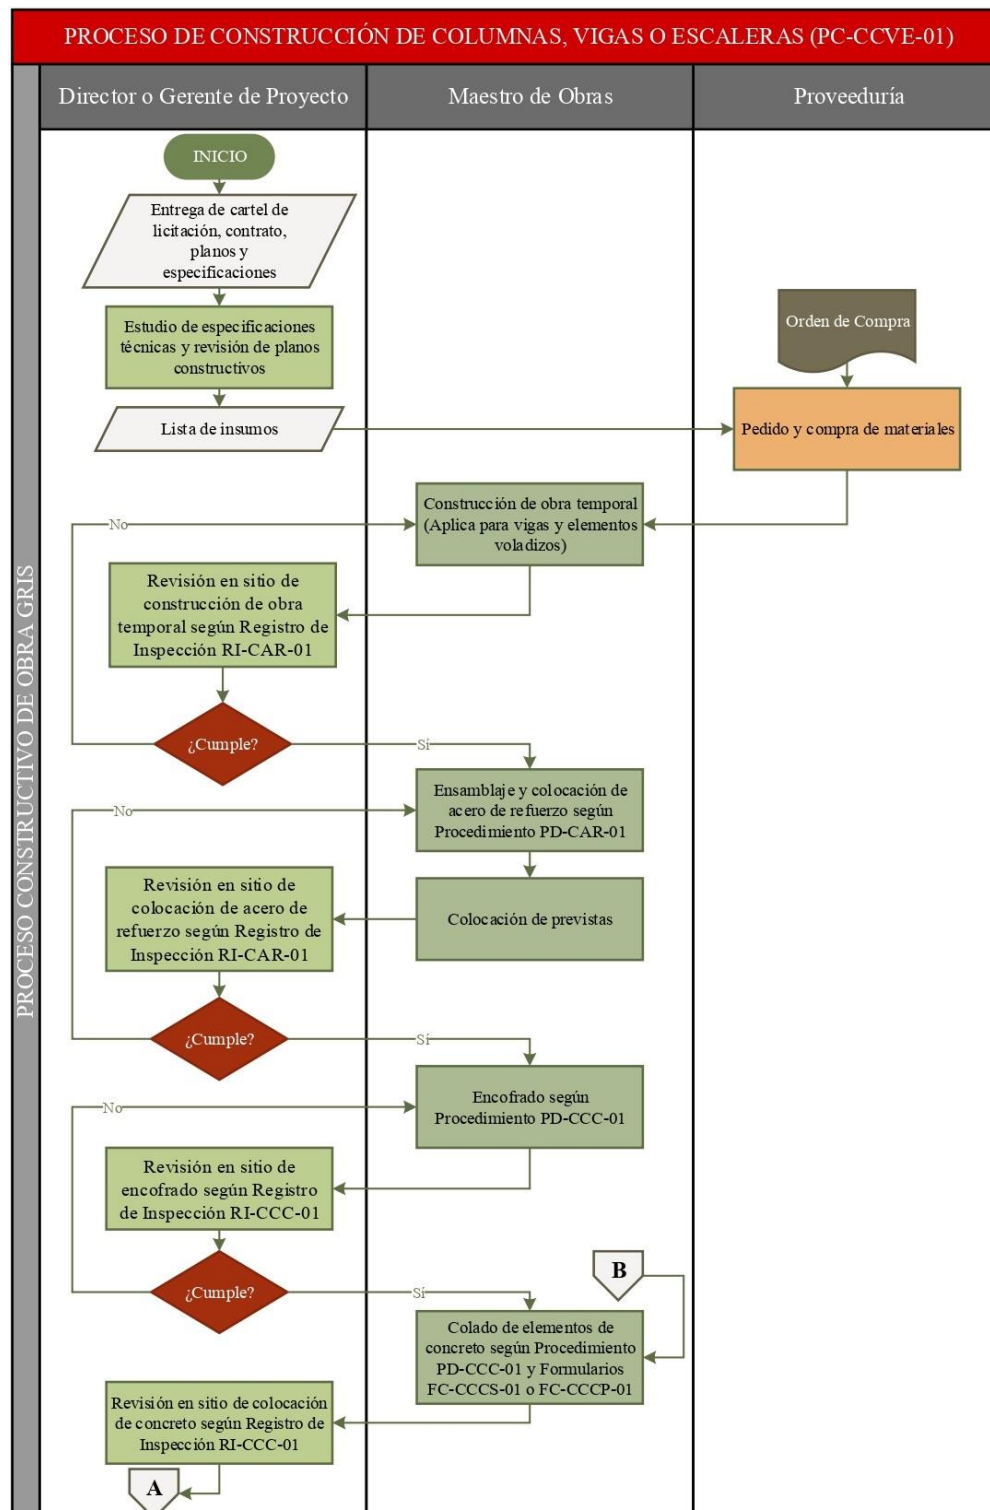 PROCESO DE CONSTRUCCIÓN DE COLUMNAS, VIGAS O ESCALERAS (PC-CCVE-01)
PROCESO CONSTRUCTIVO DE OBRA GRIS
Director o Gerente de Proyecto
Maestro de Obras
Proveeduría
INICIO
Entrega de cartel de
licitación, contrato,
planos y
especificaciones
Estudio de especificaciones
técnicas y revisión de planos
constructivos
Orden de Compra
Lista de insumos
Pedido y compra de materiales
Construcción de obra temporal
(Aplica para vigas y elementos
voladizos)
No
Revisión en sitio de
construcción de obra
temporal según Registro de
Inspección RI-CAR-01
¿Cumple?
Sí
Ensamblaje y colocación de
acero de refuerzo según
Procedimiento PD-CAR-01
No
Revisión en sitio de
colocación de acero de
refuerzo según Registro de
Inspección RI-CAR-01
Colocación de previstas
¿Cumple?
Sí
Encofrado según
Procedimiento PD-CCC-01
No
Revisión en sitio de
encofrado según Registro
de Inspección RI-CCC-01
¿Cumple?
Sí
B
Colado de elementos de
concreto según Procedimiento
PD-CCC-01 y Formularios
FC-CCCS-01 o FC-CCCP-01
Revisión en sitio de colocación
de concreto según Registro de
Inspección RI-CCC-01
A